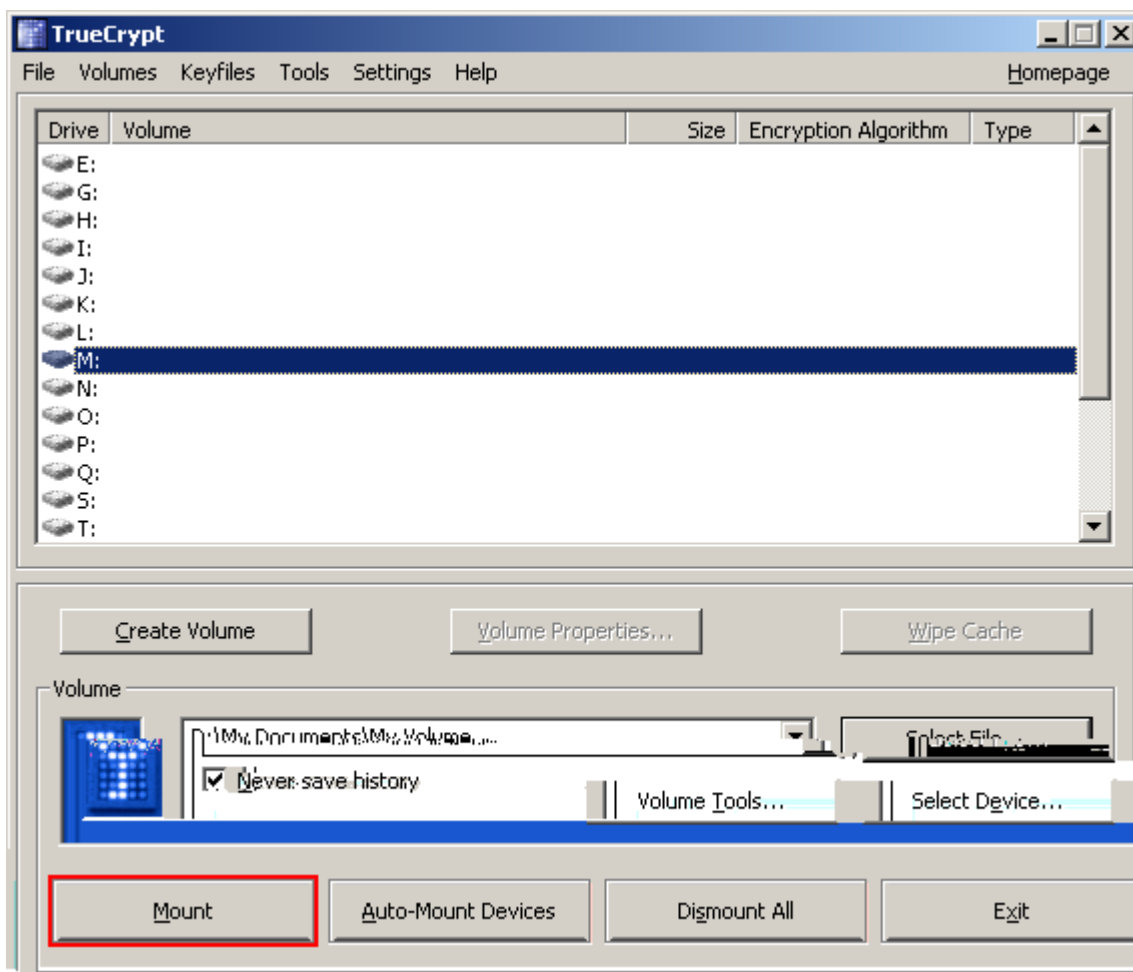 TrueCrypt
File Volumes Keyfiles Tools Settings Help Homepage
Drive Volume Size Encryption Algorithm Type
E:
G:
H:
I:
J:
K:
L:
M:
N:
O:
P:
Q:
S:
T:
Create Volume Volume Properties... Wipe Cache
Volume
Never save history
Volume Tools... Select Device...
Mount Auto-Mount Devices Dismount All Exit